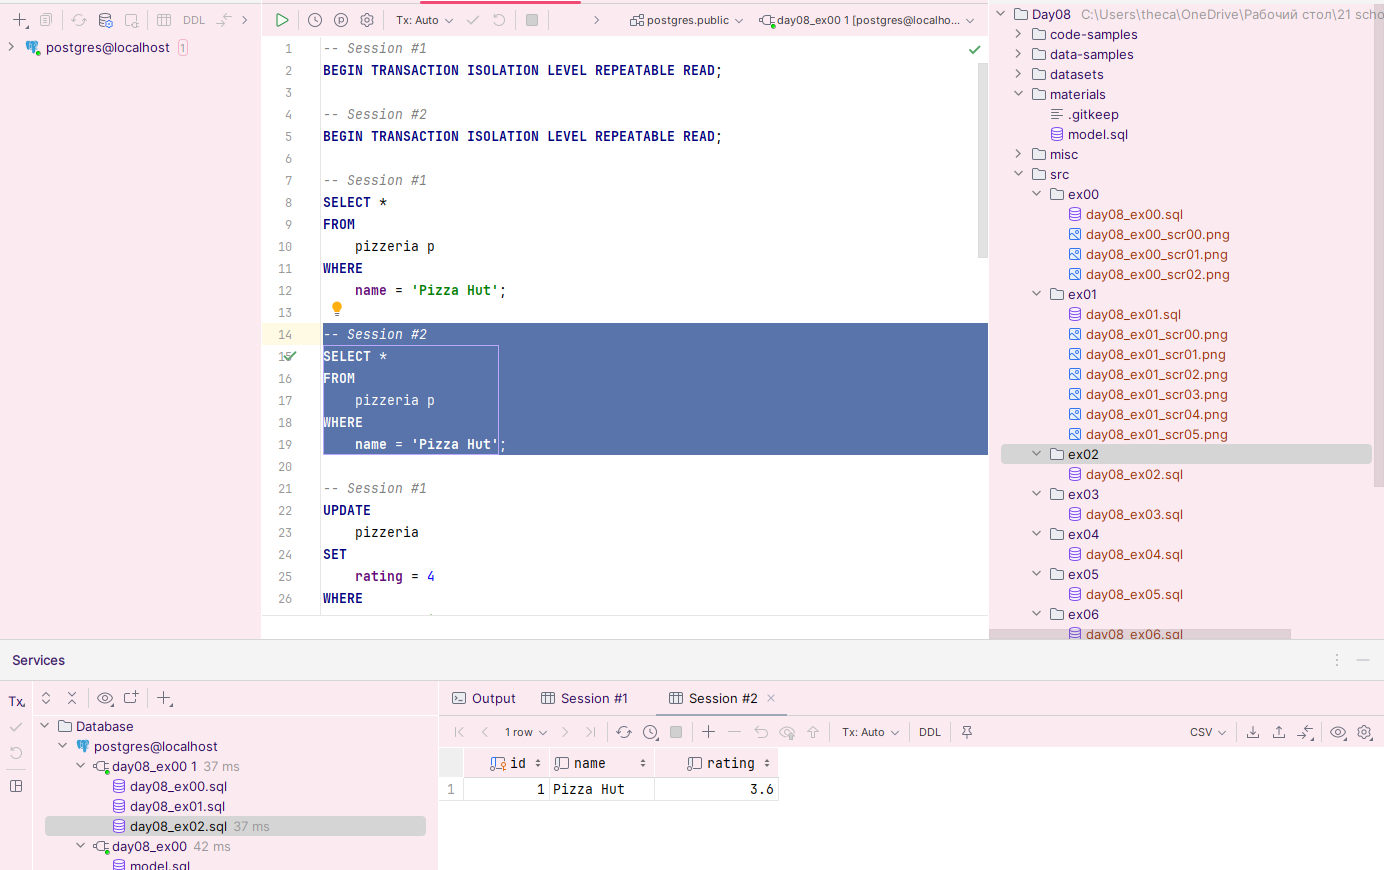 DDL
Tx: Auto
postgres.public
day08_ex00 1 [postgres@localho...
postgres@localhost 1
1 -- Session #1
2 BEGIN TRANSACTION ISOLATION LEVEL REPEATABLE READ;
3
4 -- Session #2
5 BEGIN TRANSACTION ISOLATION LEVEL REPEATABLE READ;
6
7 -- Session #1
8 SELECT *
9 FROM
10 pizzeria p
11 WHERE
12 name = 'Pizza Hut';
13
14 -- Session #2
15 SELECT *
16 FROM
17 pizzeria p
18 WHERE
19 name = 'Pizza Hut';
20
21 -- Session #1
22 UPDATE
23 pizzeria
24 SET
25 rating = 4
26 WHERE
Day08 C:\Users\theca\OneDrive\Рабочий стол\21 scho
code-samples
data-samples
datasets
materials
.gitkeep
model.sql
misc
src
ex00
day08_ex00.sql
day08_ex00_scr00.png
day08_ex00_scr01.png
day08_ex00_scr02.png
ex01
day08_ex01.sql
day08_ex01_scr00.png
day08_ex01_scr01.png
day08_ex01_scr02.png
day08_ex01_scr03.png
day08_ex01_scr04.png
day08_ex01_scr05.png
ex02
day08_ex02.sql
ex03
day08_ex03.sql
ex04
day08_ex04.sql
ex05
day08_ex05.sql
ex06
day08_ex06.sql
Services
Tx
Database
postgres@localhost
day08_ex00 1 37 ms
day08_ex00.sql
day08_ex01.sql
day08_ex02.sql 37 ms
day08_ex00 42 ms
model.sql
Output Session #1 Session #2
1 row Tx: Auto DDL CSV
id name rating
1 1 Pizza Hut 3.6